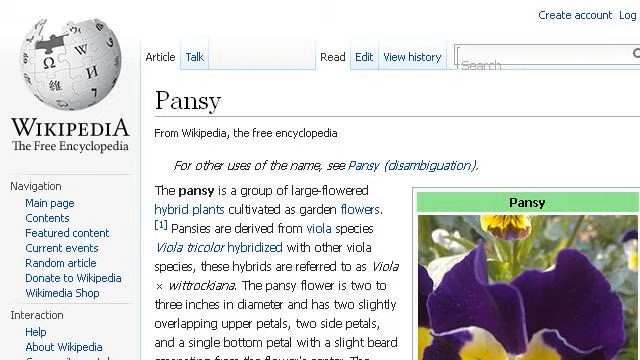 Create account Log
Article Talk Read Edit View history Search
WIKIPEDIA
The Free Encyclopedia
Pansy
From Wikipedia, the free encyclopedia
For other uses of the name, see Pansy (disambiguation).
Navigation
Main page
Contents
Featured content
Current events
Random article
Donate to Wikipedia
Wikimedia Shop
Interaction
Help
About Wikipedia
The pansy is a group of large-flowered
hybrid plants cultivated as garden flowers.
[1] Pansies are derived from viola species
Viola tricolor hybridized with other viola
species, these hybrids are referred to as Viola
× wittrockiana. The pansy flower is two to
three inches in diameter and has two slightly
overlapping upper petals, two side petals,
and a single bottom petal with a slight beard
Pansy